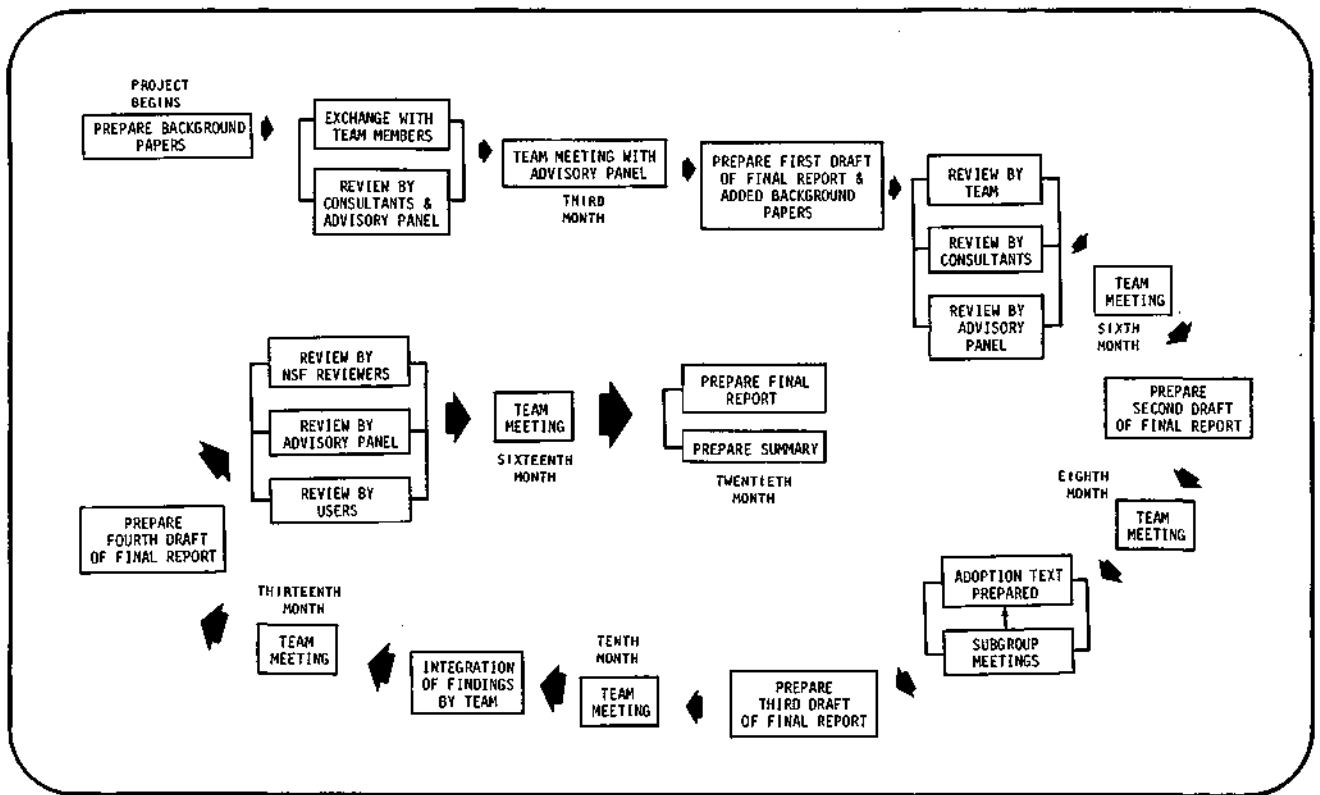 PROJECT
BEGINS
PREPARE BACKGROUND
PAPERS
EXCHANGE WITH
TEAM MEMBERS
REVIEW BY
CONSULTANTS &
ADVISORY PANEL
TEAM MEETING WITH
ADVISORY PANEL
THIRD
MONTH
PREPARE FIRST DRAFT
OF FINAL REPORT &
ADDED BACKGROUND
PAPERS
REVIEW BY
TEAM
REVIEW BY
CONSULTANTS
REVIEW BY
ADVISORY
PANEL
TEAM
MEETING
SIXTH
MONTH
PREPARE
SECOND DRAFT
OF FINAL REPORT
EIGHTH
MONTH
TEAM
MEETING
ADOPTION TEXT
PREPARED
SUBGROUP
MEETINGS
PREPARE
THIRD DRAFT
OF FINAL REPORT
TENTH
MONTH
TEAM
MEETING
INTEGRATION
OF FINDINGS
BY TEAM
THIRTEENTH
MONTH
TEAM
MEETING
PREPARE
FOURTH DRAFT
OF FINAL REPORT
REVIEW BY
NSF REVIEWERS
REVIEW BY
ADVISORY PANEL
REVIEW BY
USERS
TEAM
MEETING
SIXTEENTH
MONTH
PREPARE FINAL
REPORT
PREPARE SUMMARY
TWENTIETH
MONTH